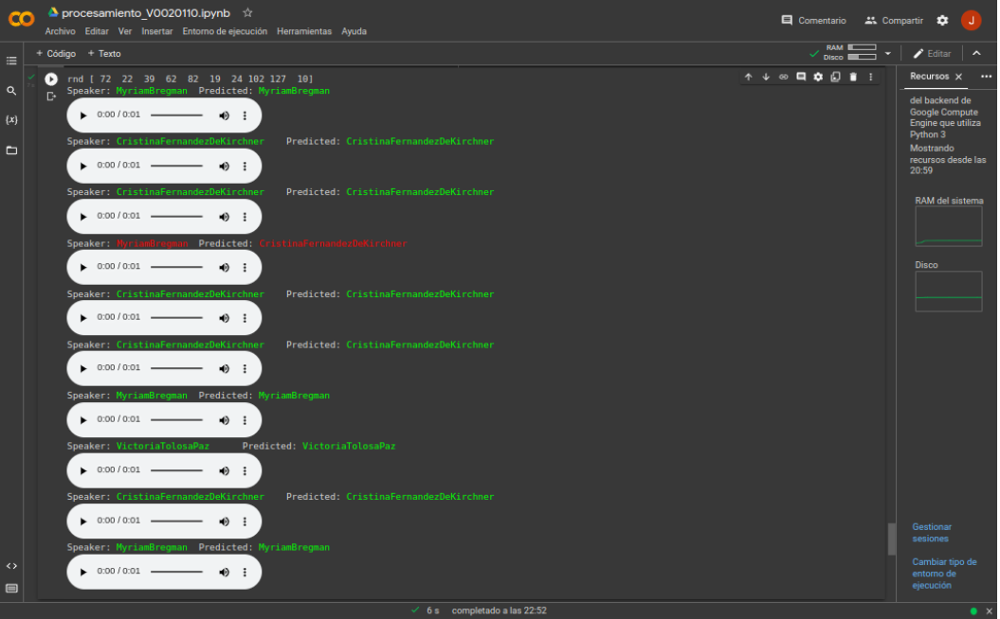 procesamiento_V0020110.ipynb
Archivo Editar Ver Insertar Entorno de ejecución Herramientas Ayuda
Comentario Compartir J
+ Código + Texto
RAM
Disco
Editar
rnd [ 72 22 39 62 82 19 24 102 127 10]
Speaker: MyriamBregman Predicted: MyriamBregman
0:00 / 0:01
Speaker: CristinaFernandezDeKirchner Predicted: CristinaFernandezDeKirchner
0:00 / 0:01
Speaker: CristinaFernandezDeKirchner Predicted: CristinaFernandezDeKirchner
0:00 / 0:01
Speaker: MyriamBregman Predicted: CristinaFernandezDeKirchner
0:00 / 0:01
Speaker: CristinaFernandezDeKirchner Predicted: CristinaFernandezDeKirchner
0:00 / 0:01
Speaker: CristinaFernandezDeKirchner Predicted: CristinaFernandezDeKirchner
0:00 / 0:01
Speaker: MyriamBregman Predicted: MyriamBregman
0:00 / 0:01
Speaker: VictoriaTolosaPaz Predicted: VictoriaTolosaPaz
0:00 / 0:01
Speaker: CristinaFernandezDeKirchner Predicted: CristinaFernandezDeKirchner
0:00 / 0:01
Speaker: MyriamBregman Predicted: MyriamBregman
0:00 / 0:01
Recursos
del backend de
Google Compute
Engine que utiliza
Python 3
Mostrando
recursos desde las
20:59
RAM del sistema
Disco
Gestionar
sesiones
Cambiar tipo de
entorno de
ejecución
6 s completado a las 22:52